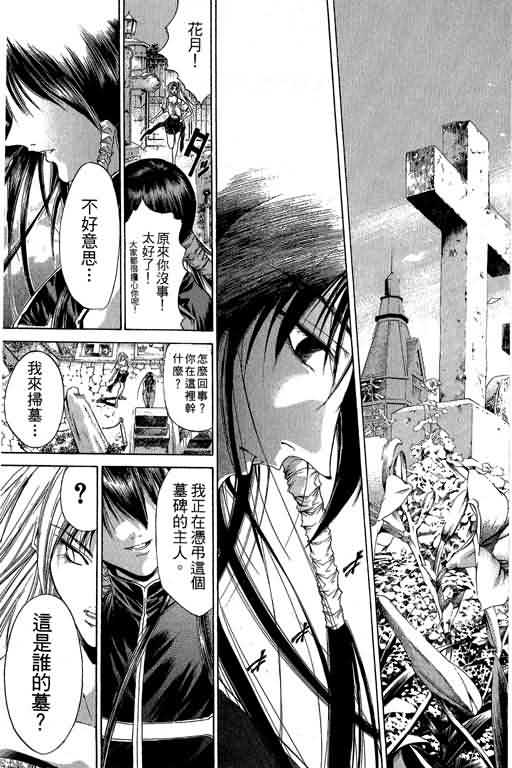 花月！
原來你沒事！
太好了！
大家都很擔心你呢！
不好意思…
怎麼回事？
你在這裡幹
什麼？
我來掃墓…
我正在憑弔這個
墓碑的主人。
？
這是誰的墓？